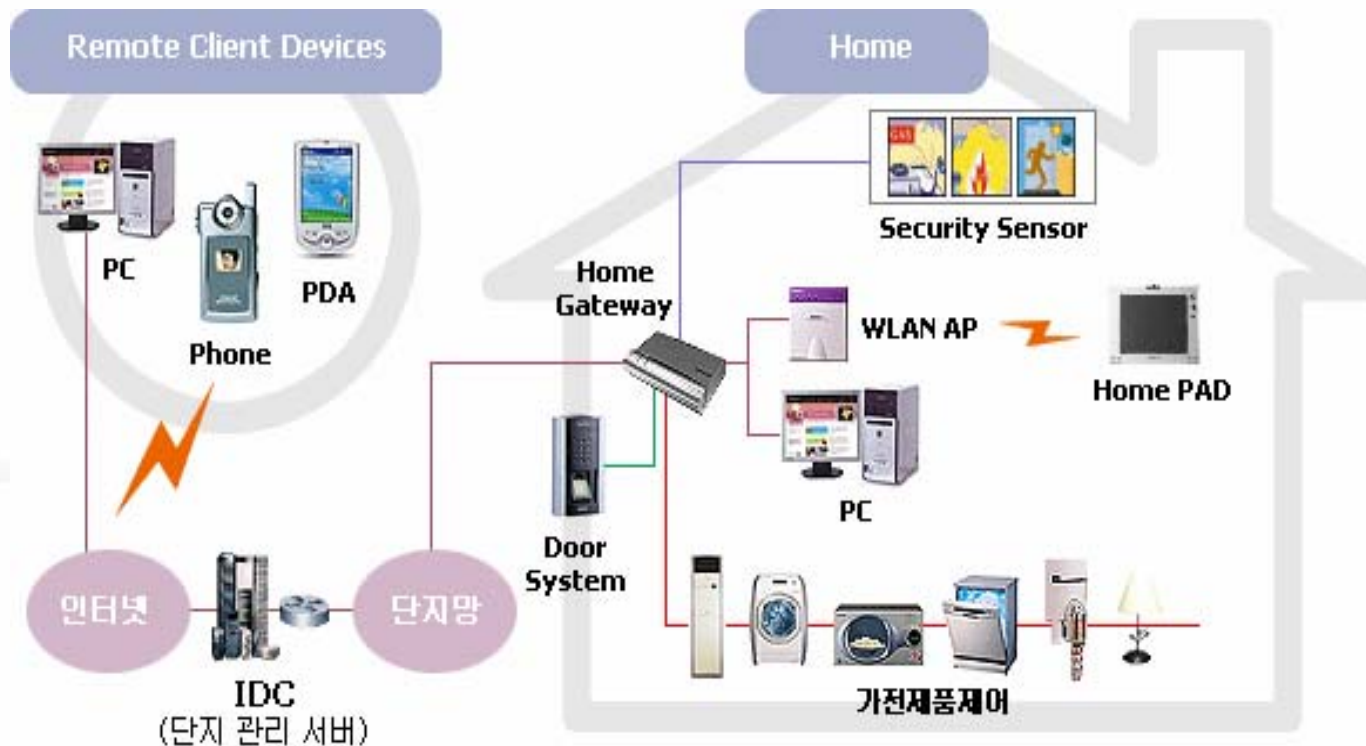 Remote Client Devices
Home
PC
PDA
Phone
GAS
Security Sensor
Home
Gateway
WLAN AP
Home PAD
PC
Door
System
인터넷
단지망
IDC
(단지 관리 서버)
가전제품제어